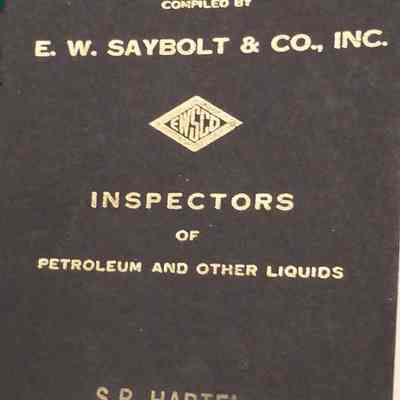 COMPILED BY
E. W. SAYBOLT & CO., INC.
EWSCO
INSPECTORS
OF
PETROLEUM AND OTHER LIQUIDS